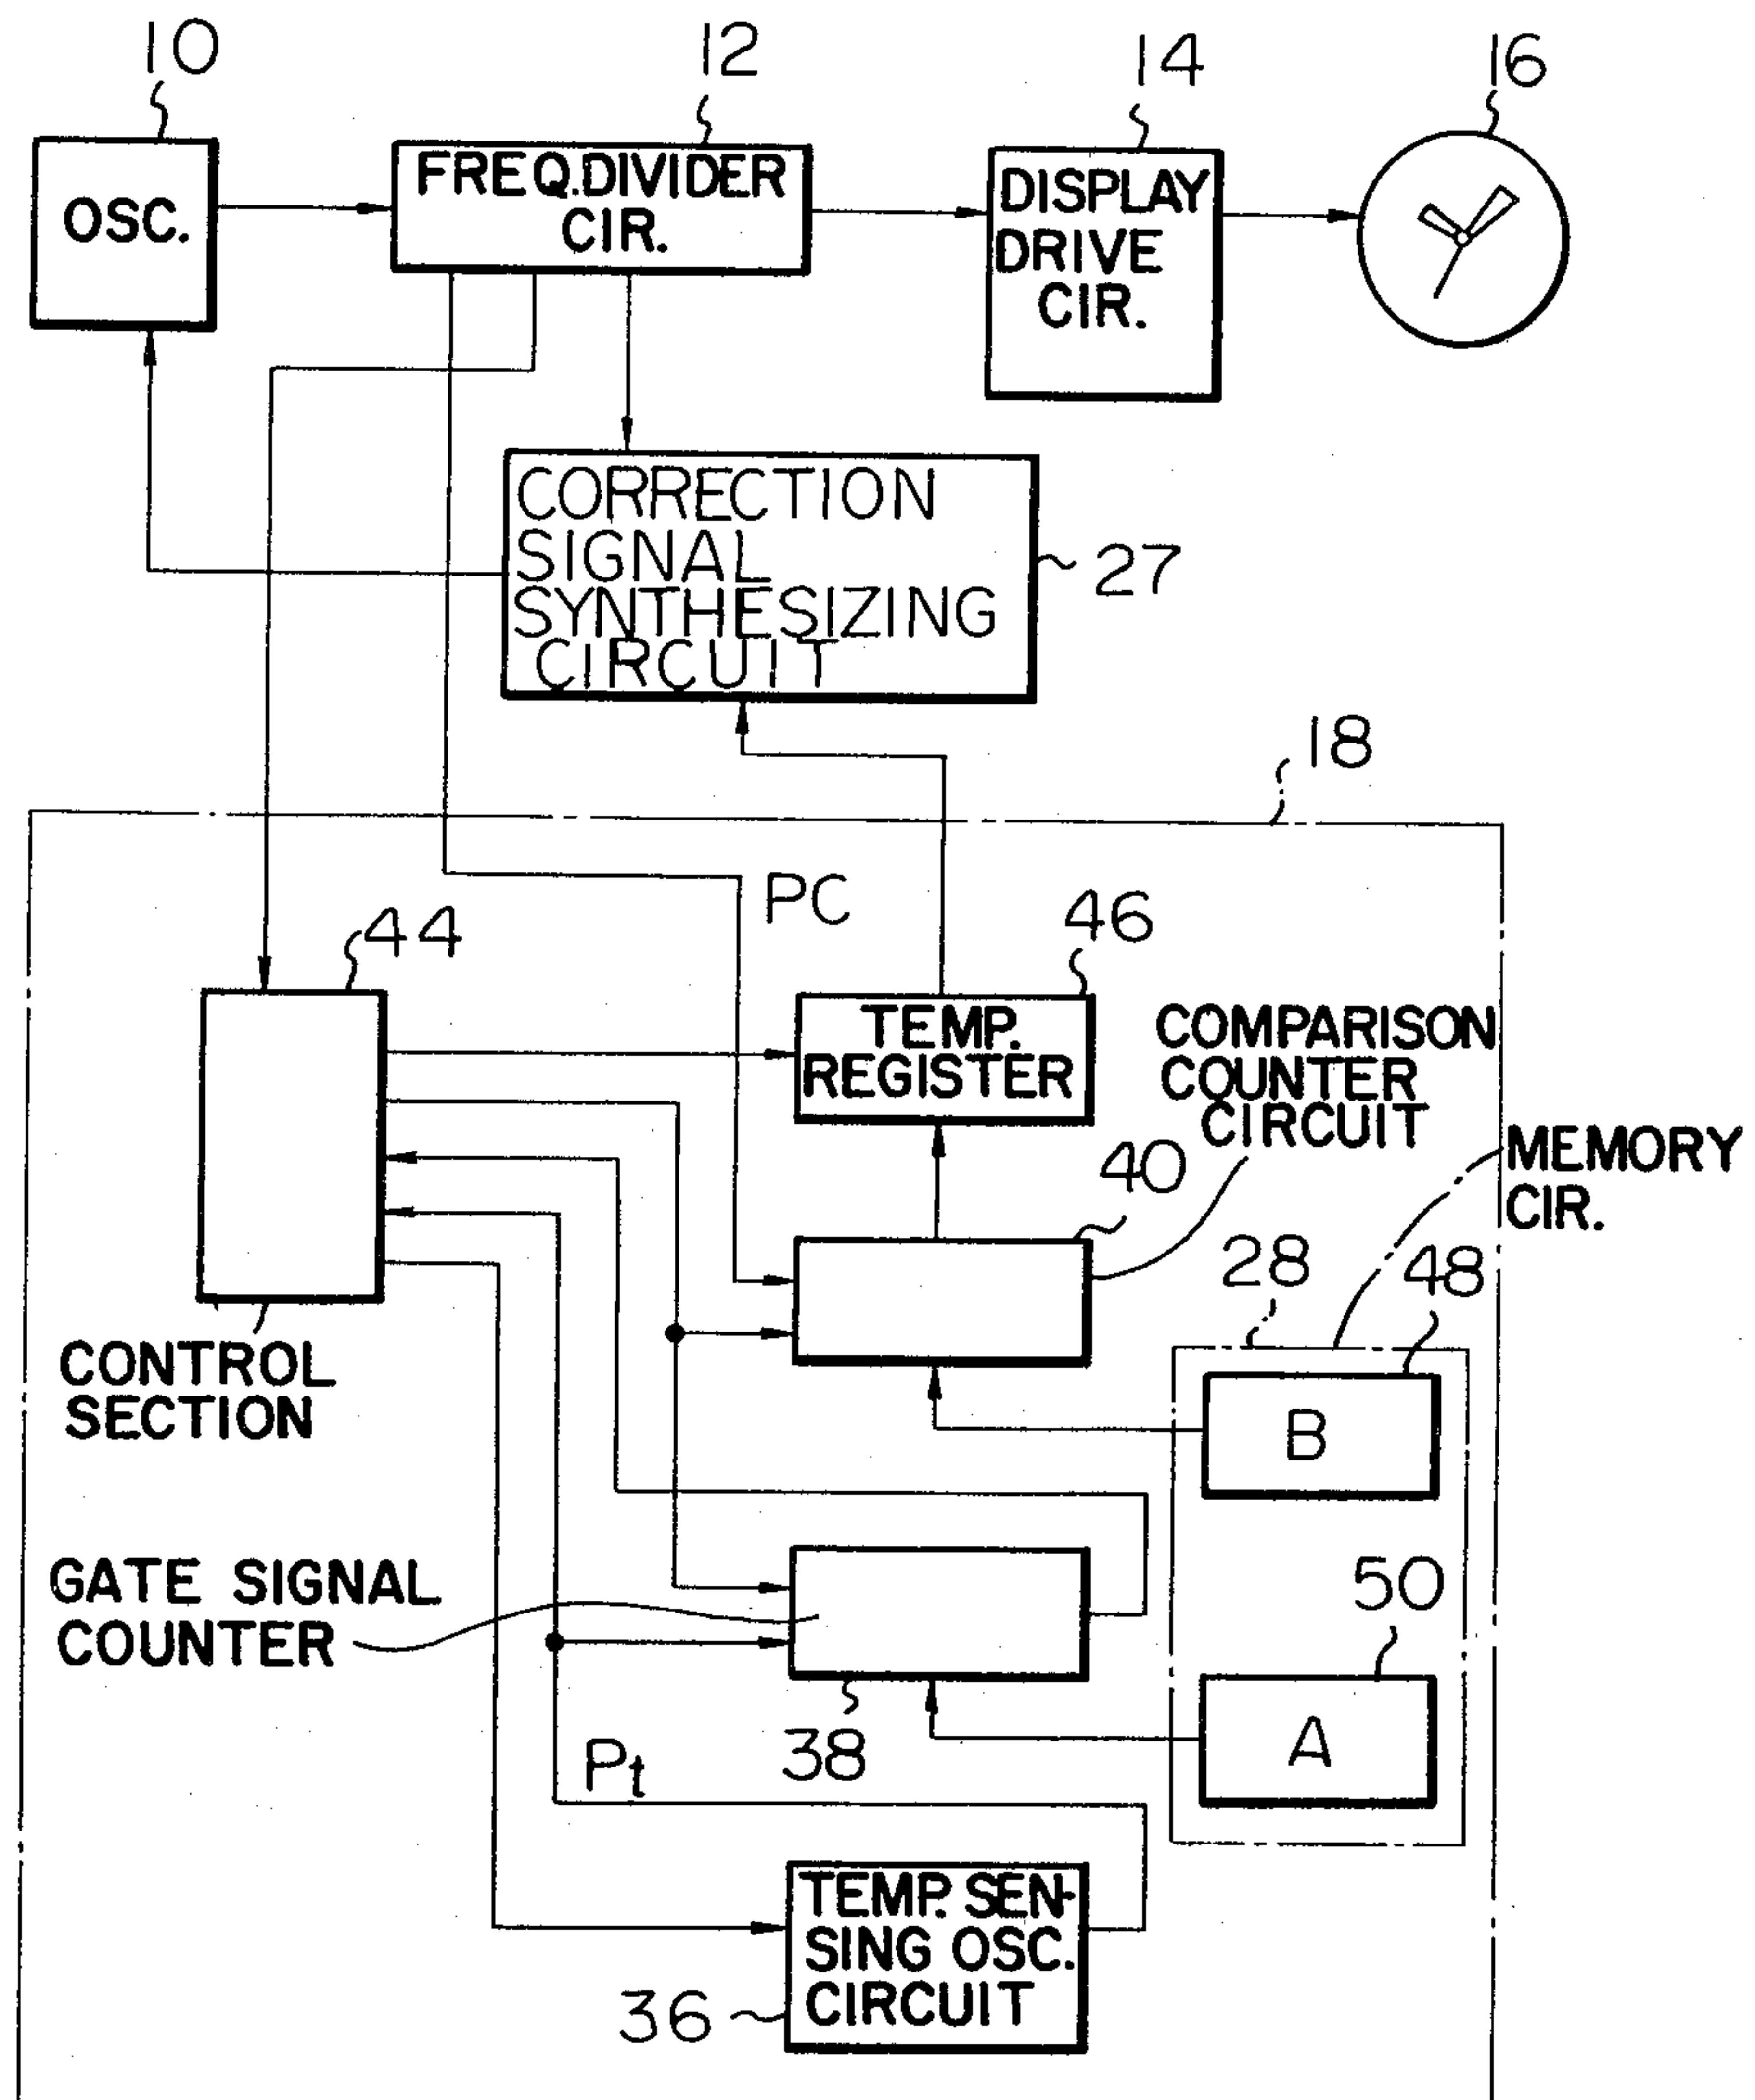 10
12
14
16
OSC.
FREQ.DIVIDER
CIR.
DISPLAY
DRIVE
CIR.
CORRECTION
SIGNAL
SYNTHESIZING
CIRCUIT
27
18
PC
44
46
TEMP.
REGISTER
COMPARISON
COUNTER
CIRCUIT
40
MEMORY
CIR.
28
48
CONTROL
SECTION
B
GATE SIGNAL
COUNTER
50
38
A
Pt
TEMP. SEN-
SING OSC.
CIRCUIT
36